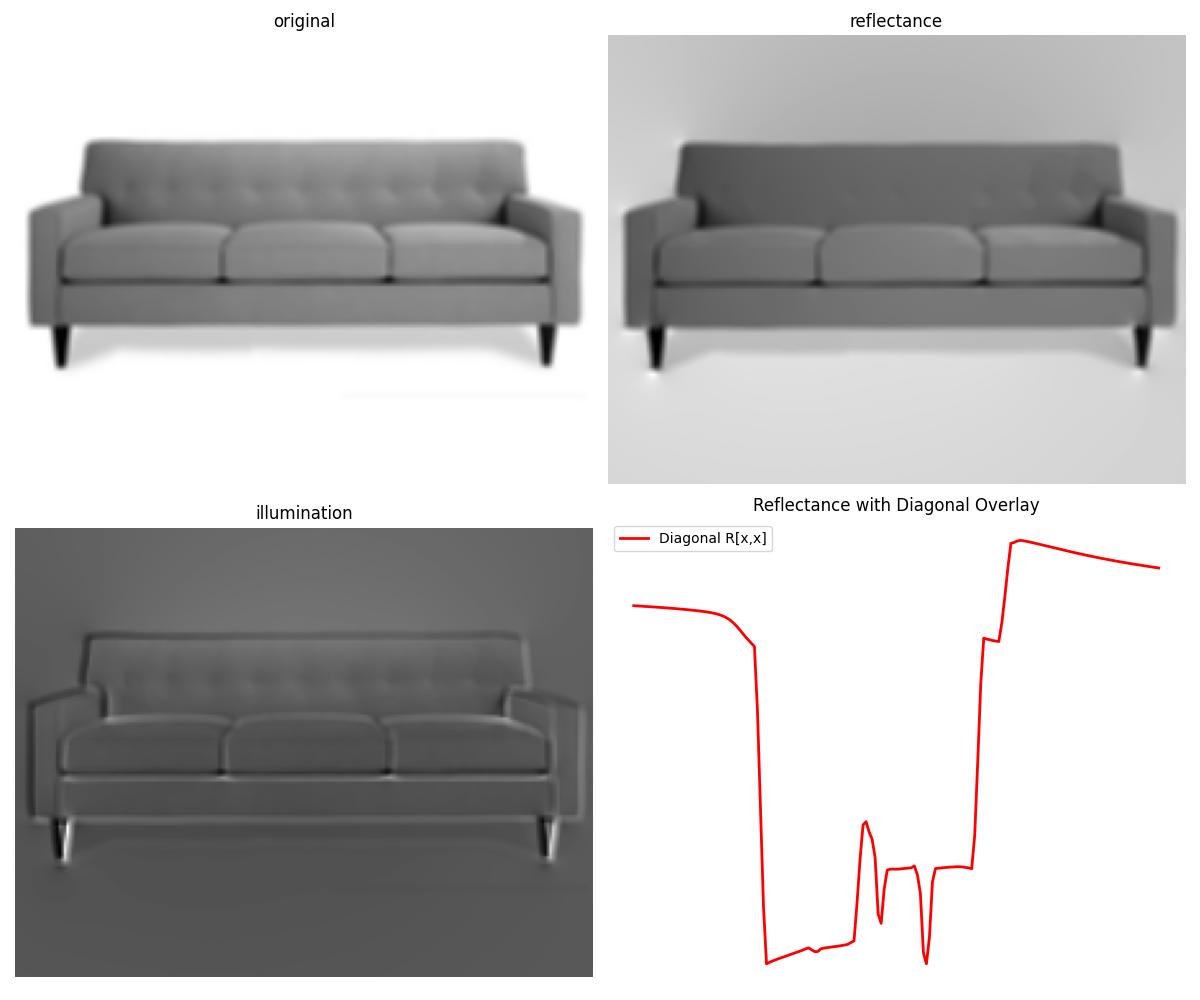 original
reflectance
illumination
Reflectance with Diagonal Overlay
Diagonal R[x,x]